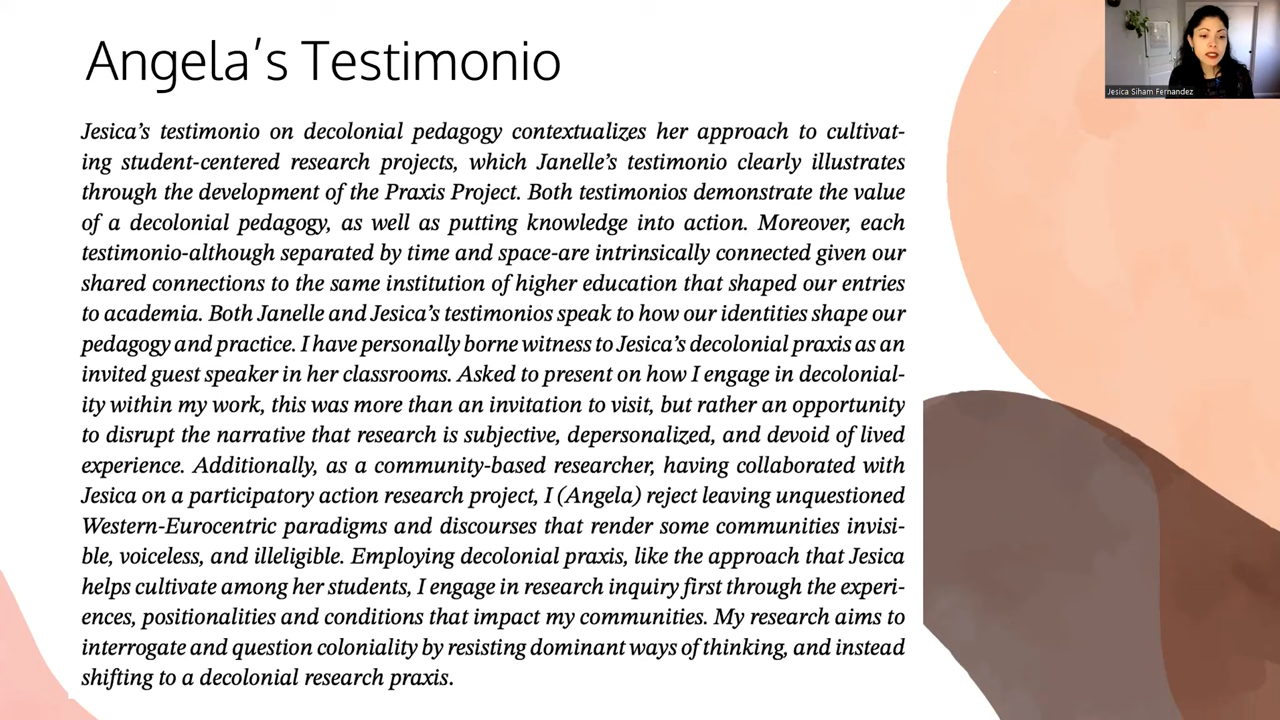 Angela's Testimonio
Jesica Siham Fernandez
Jesica's testimonio on decolonial pedagogy contextualizes her approach to cultivat-
ing student-centered research projects, which Janelle's testimonio clearly illustrates
through the development of the Praxis Project. Both testimonios demonstrate the value
of a decolonial pedagogy, as well as putting knowledge into action. Moreover, each
testimonio-although separated by time and space-are intrinsically connected given our
shared connections to the same institution of higher education that shaped our entries
to academia. Both Janelle and Jesica's testimonios speak to how our identities shape our
pedagogy and practice. I have personally borne witness to Jesica's decolonial praxis as an
invited guest speaker in her classrooms. Asked to present on how I engage in decolonial-
ity within my work, this was more than an invitation to visit, but rather an opportunity
to disrupt the narrative that research is subjective, depersonalized, and devoid of lived
experience. Additionally, as a community-based researcher, having collaborated with
Jesica on a participatory action research project, I (Angela) reject leaving unquestioned
Western-Eurocentric paradigms and discourses that render some communities invisi-
ble, voiceless, and illeligible. Employing decolonial praxis, like the approach that Jesica
helps cultivate among her students, I engage in research inquiry first through the experi-
ences, positionalities and conditions that impact my communities. My research aims to
interrogate and question coloniality by resisting dominant ways of thinking, and instead
shifting to a decolonial research praxis.